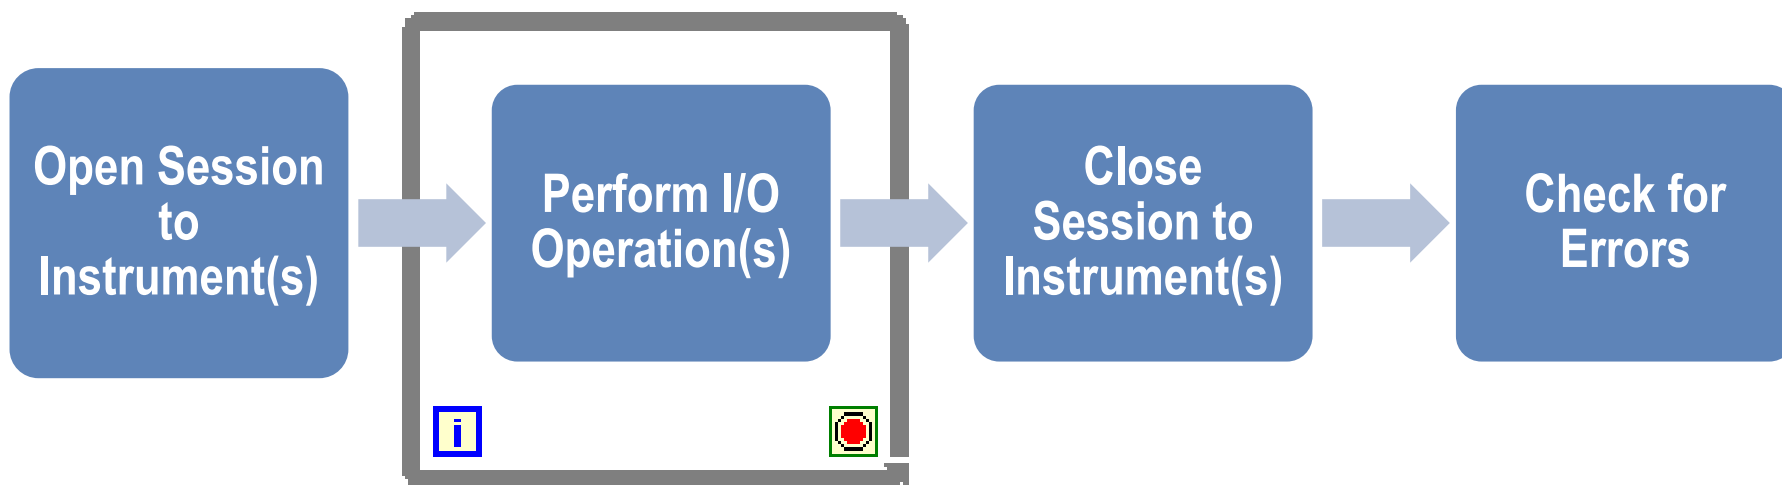 Open Session
to
Instrument(s)
Perform I/O
Operation(s)
i
Close
Session to
Instrument(s)
Check for
Errors